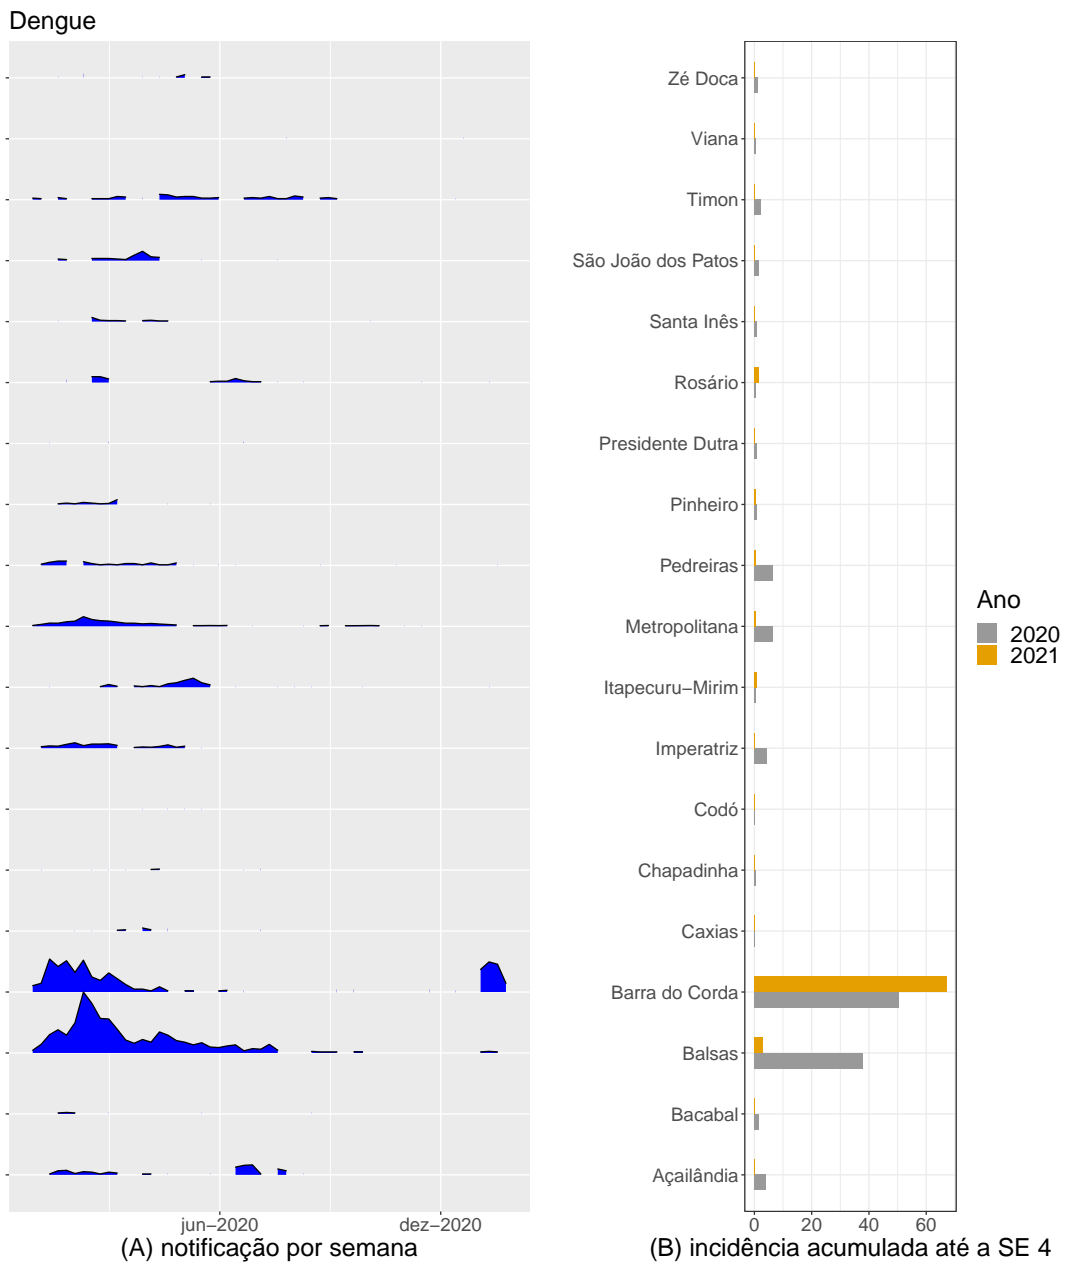 Dengue
Zé Doca
Viana
Timon
São João dos Patos
Santa Inês
Rosário
Presidente Dutra
Pinheiro
Pedreiras
Metropolitana
Itapecuru−Mirim
Imperatriz
Codó
Chapadinha
Caxias
Barra do Corda
Balsas
Bacabal
Açailândia
jun−2020 dez−2020
(A) notificação por semana
0 20 40 60
(B) incidência acumulada até a SE 4
Ano
2020
2021